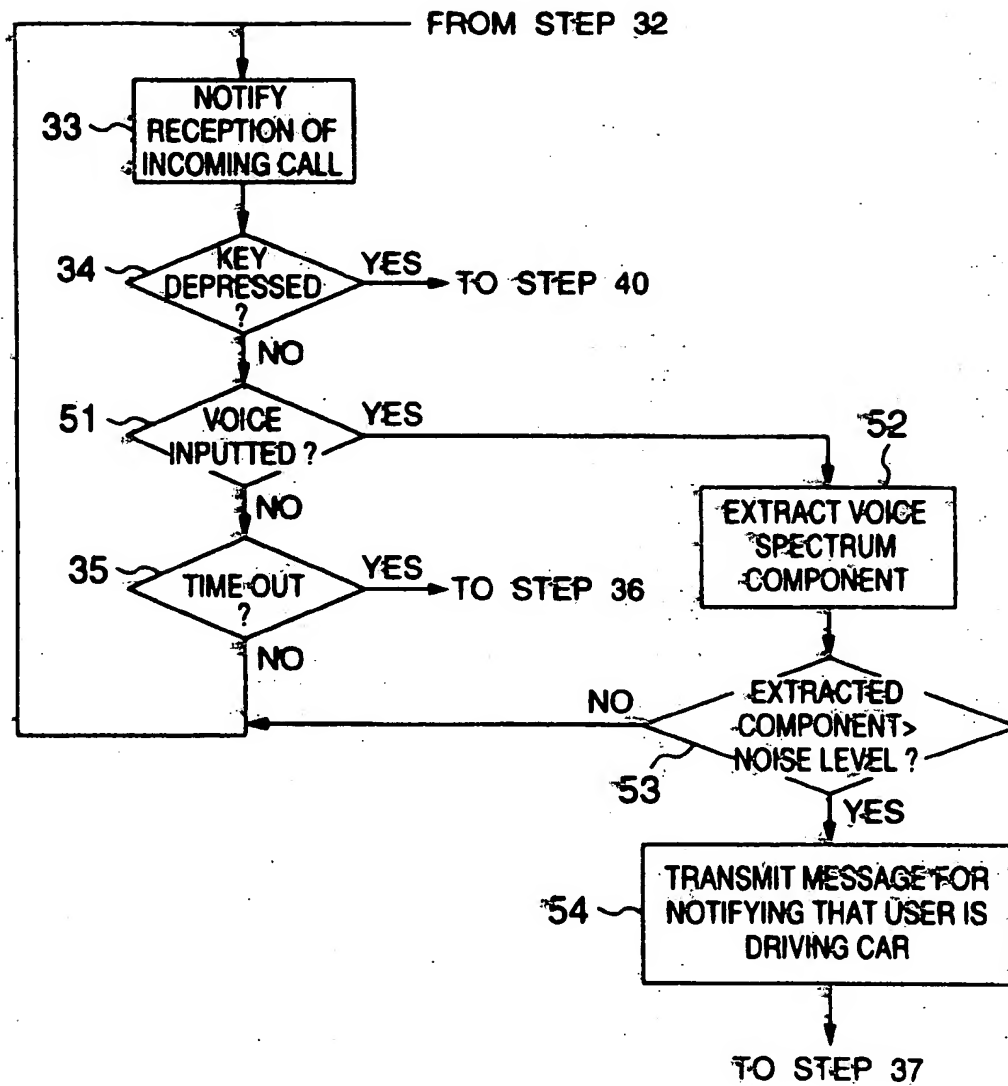 FROM STEP 32
33
NOTIFY
RECEPTION OF
INCOMING CALL
34
KEY
DEPRESSED
?
YES
TO STEP 40
NO
51
VOICE
INPUTTED ?
YES
NO
52
EXTRACT VOICE
SPECTRUM
COMPONENT
35
TIME OUT
?
YES
TO STEP 36
NO
EXTRACTED
COMPONENT>
NOISE LEVEL ?
NO
53
YES
54
TRANSMIT MESSAGE FOR
NOTIFYING THAT USER IS
DRIVING CAR
TO STEP 37